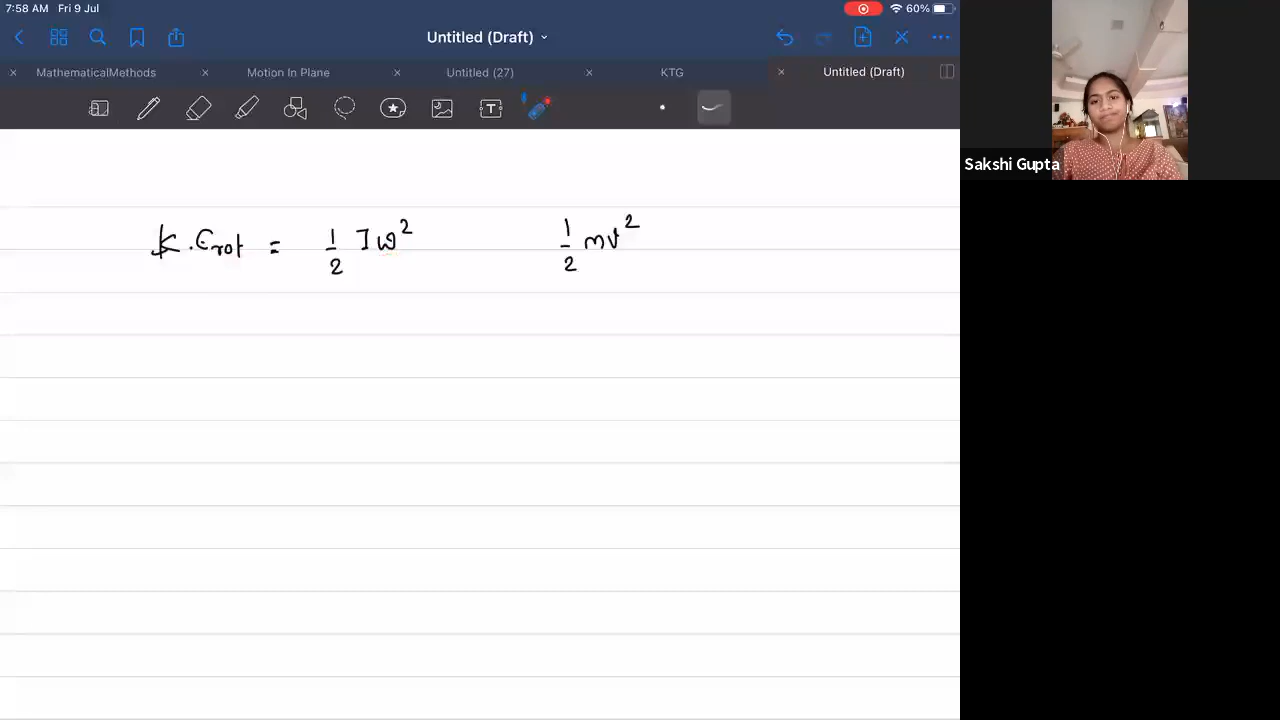 7:58 AM Fri 9 Jul 60%
Untitled (Draft)
MathematicalMethods Motion In Plane Untitled (27) KTG Untitled (Draft)
T
Sakshi Gupta
K.Erot = 1/2 Iω² 1/2 mv²